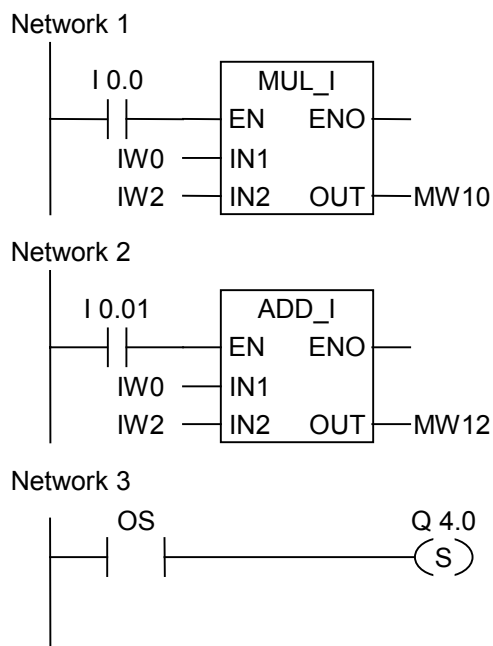 Network 1
I 0.0
MUL_I
EN ENO
IW0 IN1
IW2 IN2 OUT MW10
Network 2
I 0.01
ADD_I
EN ENO
IW0 IN1
IW2 IN2 OUT MW12
Network 3
OS Q 4.0
S